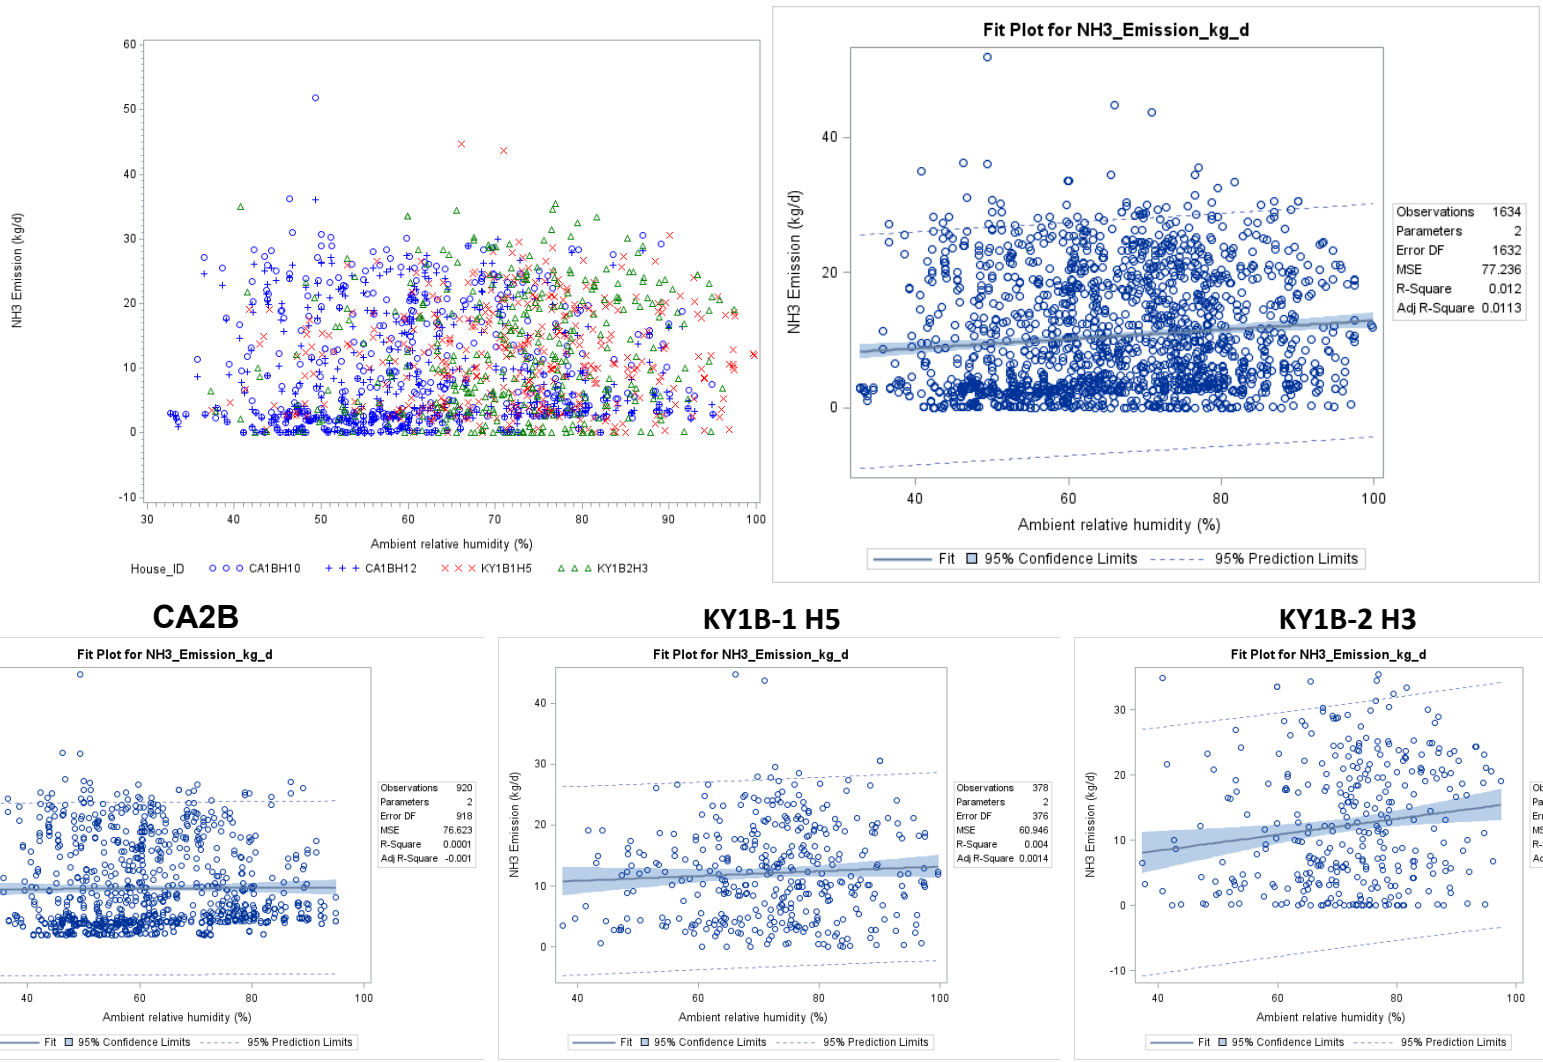 60
50
40
30
20
10
0
-10
NH3 Emission (kg/d)
30 40 50 60 70 80 90 100
Ambient relative humidity (%)
House_ID CA1BH10 CA1BH12 KY1B1H5 KY1B2H3
Fit Plot for NH3_Emission_kg_d
40
20
0
NH3 Emission (kg/d)
40 60 80 100
Ambient relative humidity (%)
Fit 95% Confidence Limits 95% Prediction Limits
Observations 1634
Parameters 2
Error DF 1632
MSE 77.236
R-Square 0.012
Adj R-Square 0.0113
CA2B
Fit Plot for NH3_Emission_kg_d
40 60 80 100
Ambient relative humidity (%)
Fit 95% Confidence Limits 95% Prediction Limits
Observations 920
Parameters 2
Error DF 918
MSE 76.623
R-Square 0.0001
Adj R-Square -0.001
KY1B-1 H5
Fit Plot for NH3_Emission_kg_d
40
30
20
10
0
NH3 Emission (kg/d)
40 60 80 100
Ambient relative humidity (%)
Fit 95% Confidence Limits 95% Prediction Limits
Observations 378
Parameters 2
Error DF 376
MSE 60.946
R-Square 0.004
Adj R-Square 0.0014
KY1B-2 H3
Fit Plot for NH3_Emission_kg_d
30
20
10
0
-10
NH3 Emission (kg/d)
40 60 80 100
Ambient relative humidity (%)
Fit 95% Confidence Limits 95% Prediction Limits